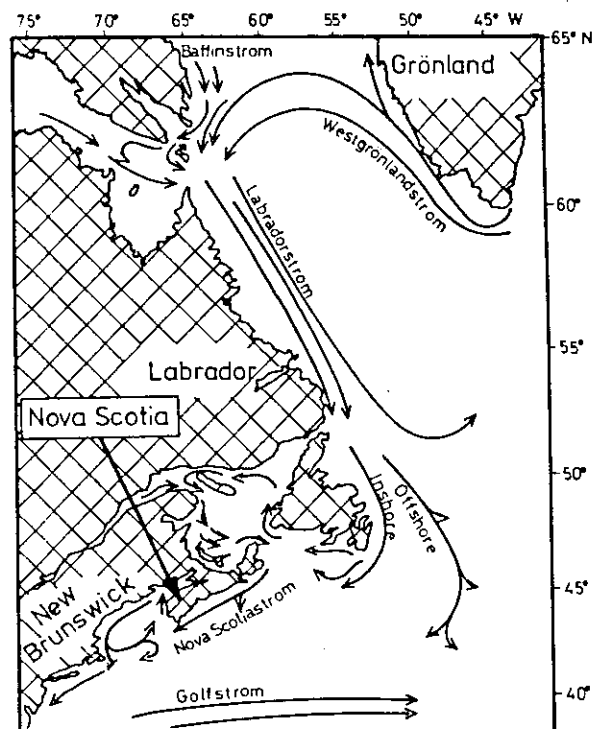 75° 70° 65° 60° 55° 50° 45° W
65° N
Baffinstrom
Grönland
Westgrönlandstrom
60°
Labradorstrom
55°
Labrador
Nova Scotia
50°
Inshore
Offshore
45°
New
Brunswick
Nova Scotiastrom
Golfstrom
40°